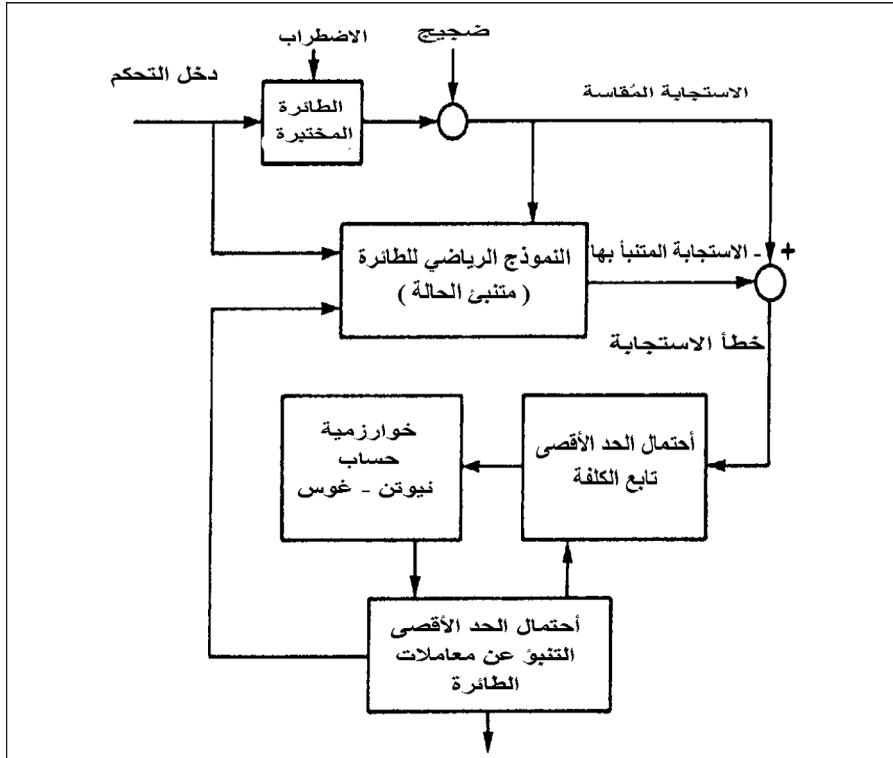 الاضطراب
ضجيج
دخل التحكم
الطائرة
المختبرة
الاستجابة المُقاسة
النموذج الرياضي للطائرة
( متنبئ الحالة )
- الاستجابة المتنبأ بها
+
خطأ الاستجابة
خوارزمية
حساب
نيوتن - غوس
أحتمال الحد الأقصى
تابع الكلفة
أحتمال الحد الأقصى
التنبؤ عن معاملات
الطائرة